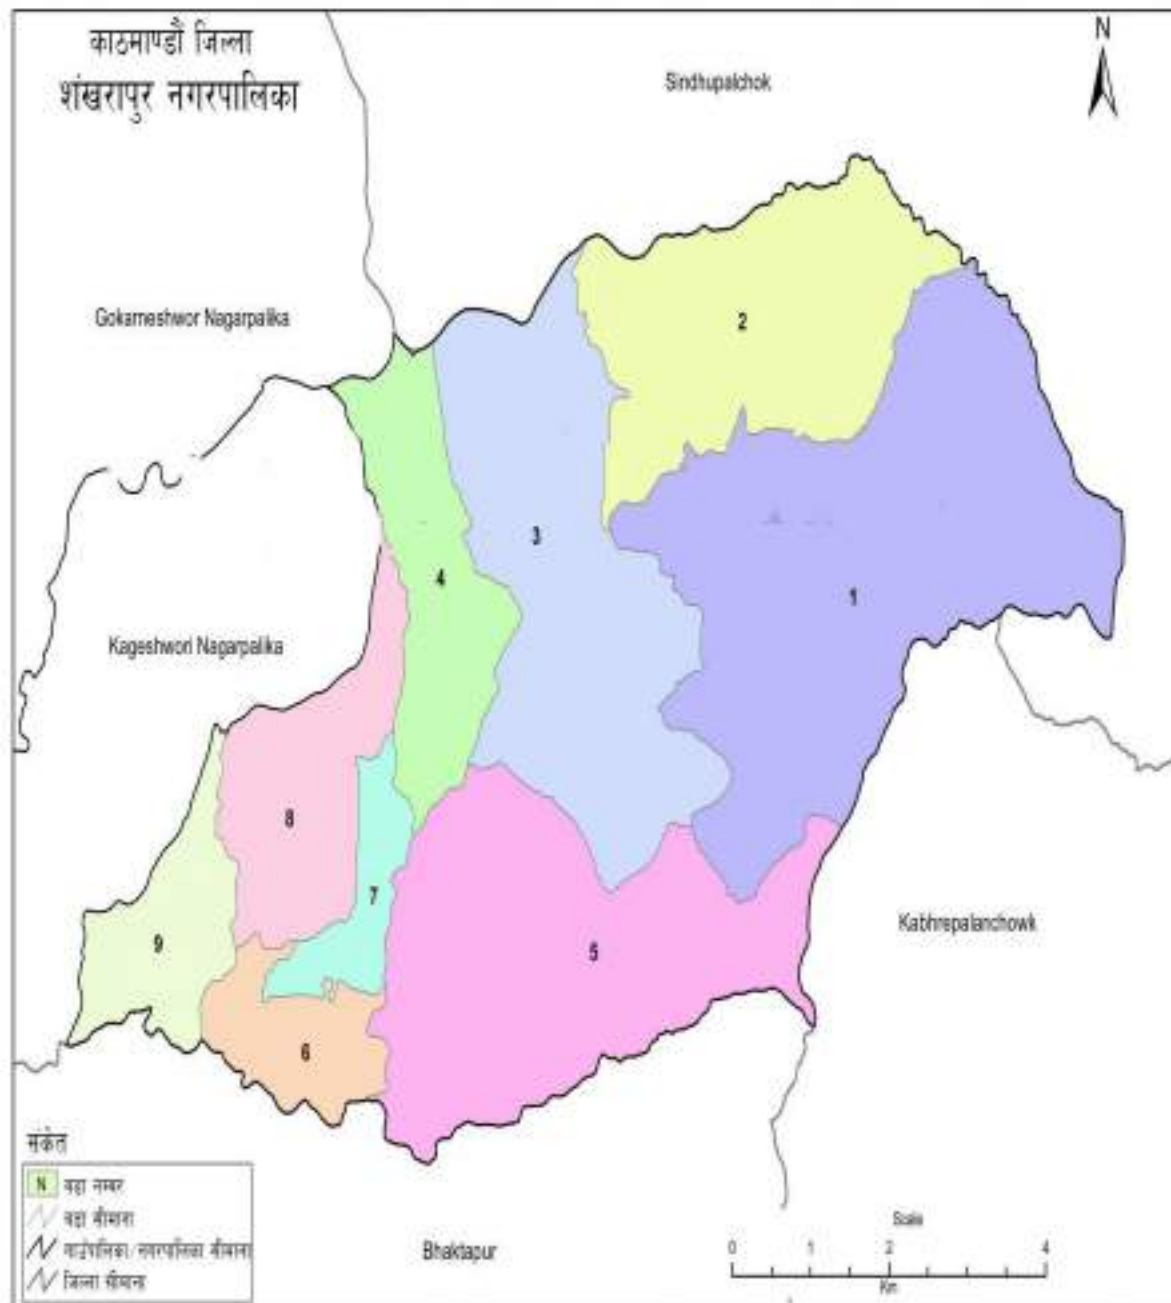 काठमाण्डौ जिल्ला
शंखरापुर नगरपालिका
N
Sindhupalchok
Gokarneshwor Nagarpalika
2
3
4
1
Kageshwori Nagarpalika
8
7
9
5
Kabhrepalanchowk
6
संकेत
N वडा नम्बर
वडा सीमाना
गाउँपालिका/नगरपालिका सीमाना
जिल्ला सीमाना
Bhaktapur
Scale
0 1 2 4
Km